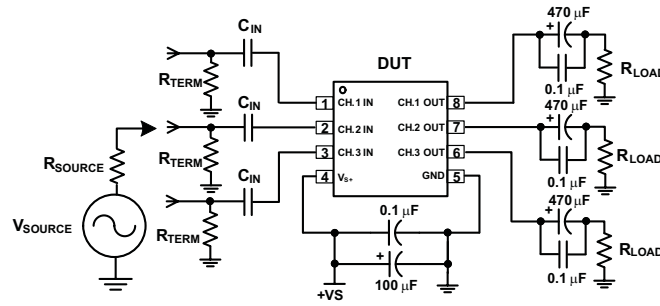 470 µF
+
C_IN
DUT
R_LOAD
R_TERM
0.1 µF
C_IN
1 CH.1 IN CH.1 OUT 8
470 µF
+
2 CH.2 IN CH.2 OUT 7
R_TERM
3 CH.3 IN CH.3 OUT 6
R_LOAD
R_SOURCE
C_IN
4 V_S+ GND 5
0.1 µF
470 µF
+
V_SOURCE
R_TERM
0.1 µF
R_LOAD
+
100 µF
0.1 µF
+VS